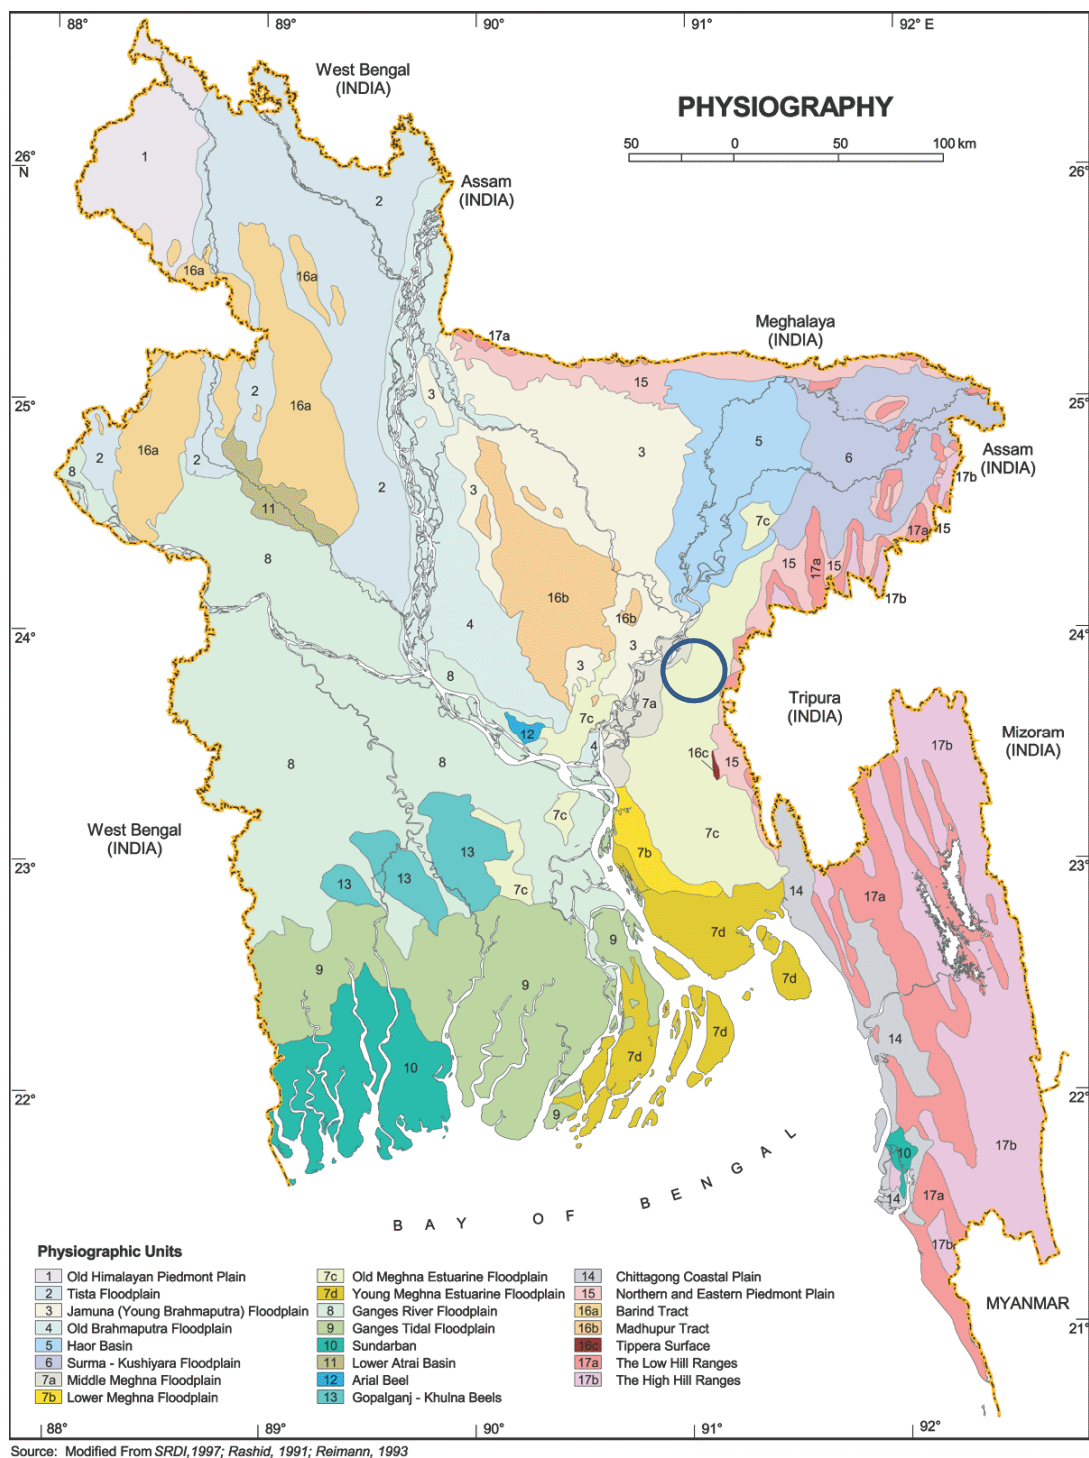 88°
89°
90°
91°
92° E
West Bengal
(INDIA)
PHYSIOGRAPHY
50
0
50
100 km
26°
N
26°
1
2
Assam
(INDIA)
16a
16a
Meghalaya
(INDIA)
17a
15
25°
25°
2
3
16a
16a
2
2
8
3
5
6
Assam
(INDIA)
17b
3
2
11
7c
17a
15
8
15
17a
15
17b
16b
16b
4
24°
24°
3
3
8
7a
Tripura
(INDIA)
7c
12
4
16c
15
Mizoram
(INDIA)
17b
8
8
7c
7c
West Bengal
(INDIA)
13
7b
23°
23°
13
13
7c
14
17a
7d
9
9
9
7d
7d
7d
10
14
22°
22°
9
17b
10
14
17a
17b
BAY OF BENGAL
MYANMAR
21°
Physiographic Units
1 Old Himalayan Piedmont Plain
2 Tista Floodplain
3 Jamuna (Young Brahmaputra) Floodplain
4 Old Brahmaputra Floodplain
5 Haor Basin
6 Surma - Kushiyara Floodplain
7a Middle Meghna Floodplain
7b Lower Meghna Floodplain
7c Old Meghna Estuarine Floodplain
7d Young Meghna Estuarine Floodplain
8 Ganges River Floodplain
9 Ganges Tidal Floodplain
10 Sundarban
11 Lower Atrai Basin
12 Arial Beel
13 Gopalganj - Khulna Beels
14 Chittagong Coastal Plain
15 Northern and Eastern Piedmont Plain
16a Barind Tract
16b Madhupur Tract
16c Tippera Surface
17a The Low Hill Ranges
17b The High Hill Ranges
88°
89°
90°
91°
92°
Source: Modified From SRDI,1997; Rashid, 1991; Reimann, 1993